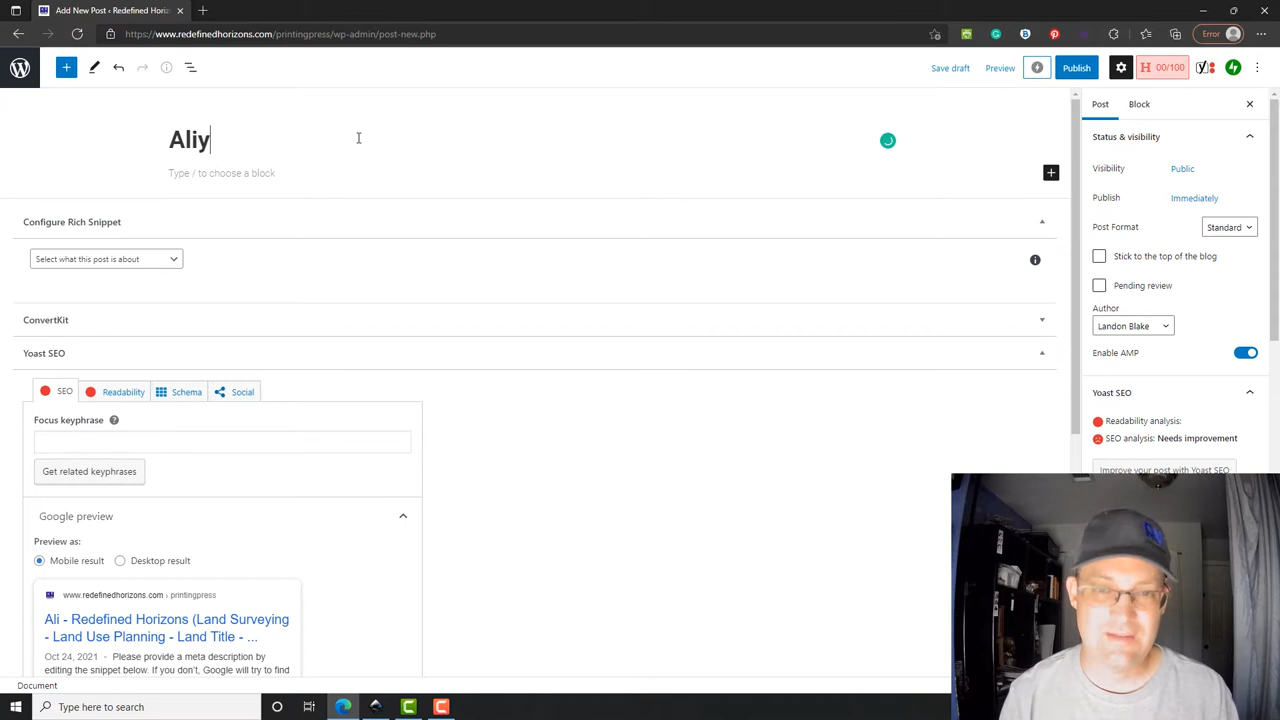 Add New Post ‹ Redefined Horiz
https://www.redefinedhorizons.com/printingpress/wp-admin/post-new.php
Error
Save draft
Preview
Publish
H 00/100
Aliy
Type / to choose a block
Configure Rich Snippet
Select what this post is about
ConvertKit
Yoast SEO
SEO
Readability
Schema
Social
Focus keyphrase
Get related keyphrases
Google preview
Preview as:
Mobile result
Desktop result
www.redefinedhorizons.com › printingpress
Ali - Redefined Horizons (Land Surveying
- Land Use Planning - Land Title - ...
Oct 24, 2021 - Please provide a meta description by
editing the snippet below. If you don't, Google will try to find
Document
Post
Block
Status & visibility
Visibility
Public
Publish
Immediately
Post Format
Standard
Stick to the top of the blog
Pending review
Author
Landon Blake
Enable AMP
Yoast SEO
Readability analysis:
SEO analysis: Needs improvement
Improve your post with Yoast SEO
Type here to search